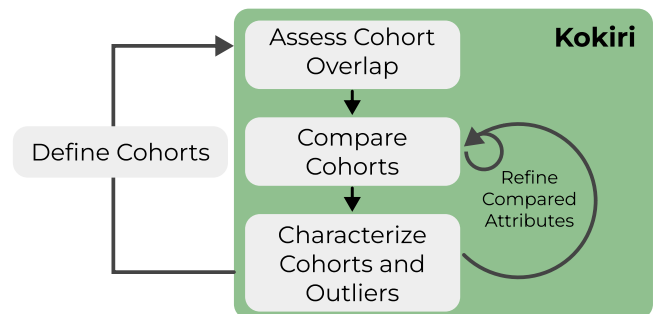 Assess Cohort
Overlap
Kokiri
Define Cohorts
Compare
Cohorts
Refine
Compared
Attributes
Characterize
Cohorts and
Outliers